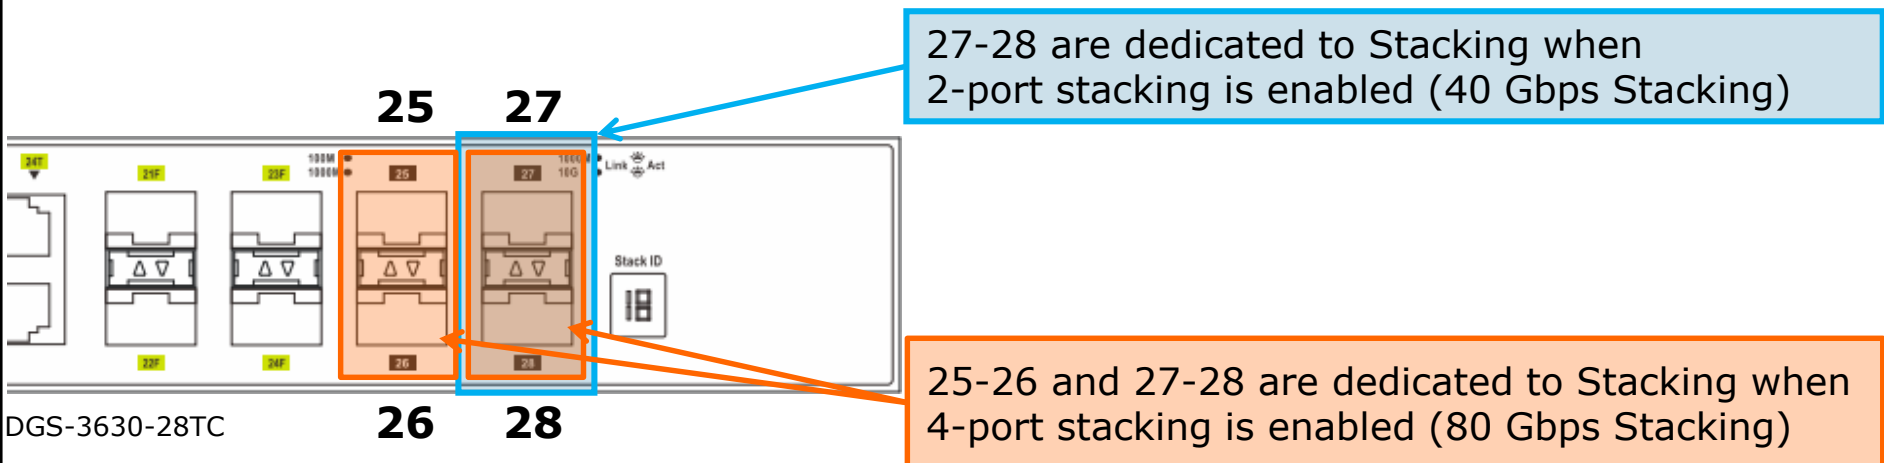 27-28 are dedicated to Stacking when
2-port stacking is enabled (40 Gbps Stacking)
25 27
24T
21F
23F
100M
1000M
25
27
1000M
10G
Link Act
Stack ID
22F
24F
26
28
25-26 and 27-28 are dedicated to Stacking when
4-port stacking is enabled (80 Gbps Stacking)
DGS-3630-28TC
26 28